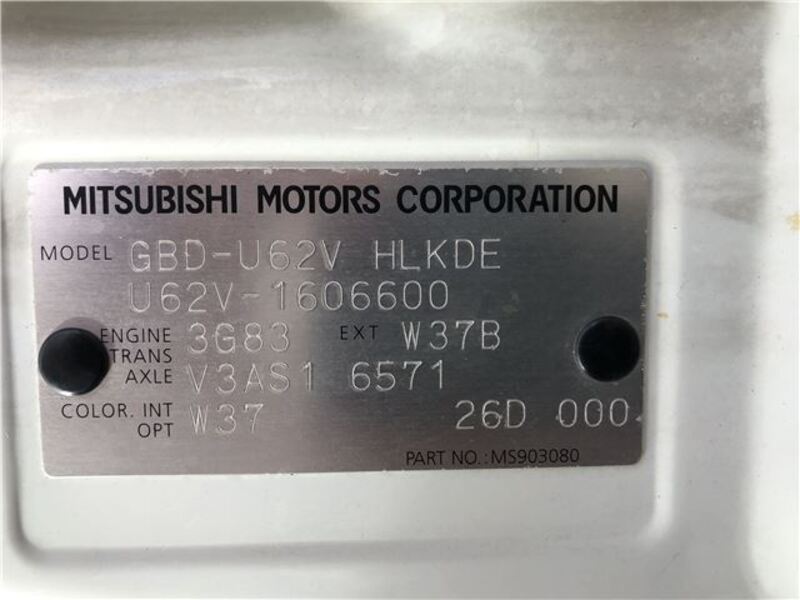 MITSUBISHI MOTORS CORPORATION
MODEL GBD-U62V HLKDE
U62V-1606600
ENGINE 3G83 EXT W37B
TRANS
AXLE V3AS1 6571
COLOR. INT W37 26D 000
OPT
PART NO.:MS903080